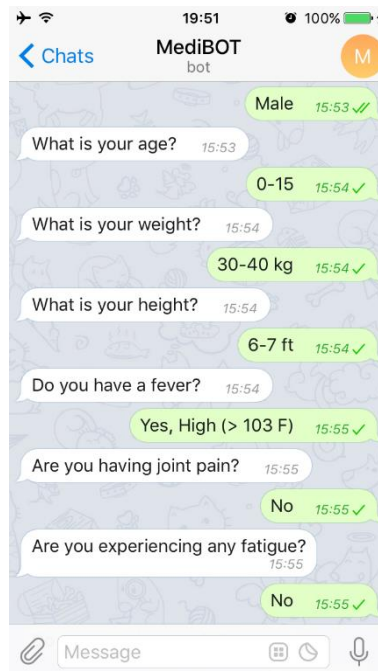 19:51
100%
Chats
MediBOT
bot
M
Male 15:53
What is your age? 15:53
0-15 15:54
What is your weight? 15:54
30-40 kg 15:54
What is your height? 15:54
6-7 ft 15:54
Do you have a fever? 15:54
Yes, High (> 103 F) 15:55
Are you having joint pain? 15:55
No 15:55
Are you experiencing any fatigue?
15:55
No 15:55
Message